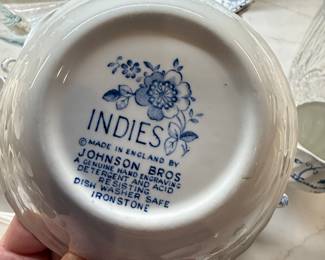 INDIES
© MADE IN ENGLAND BY
JOHNSON BROS
A GENUINE HAND ENGRAVING
DETERGENT AND ACID
RESISTING
DISH WASHER SAFE
IRONSTONE